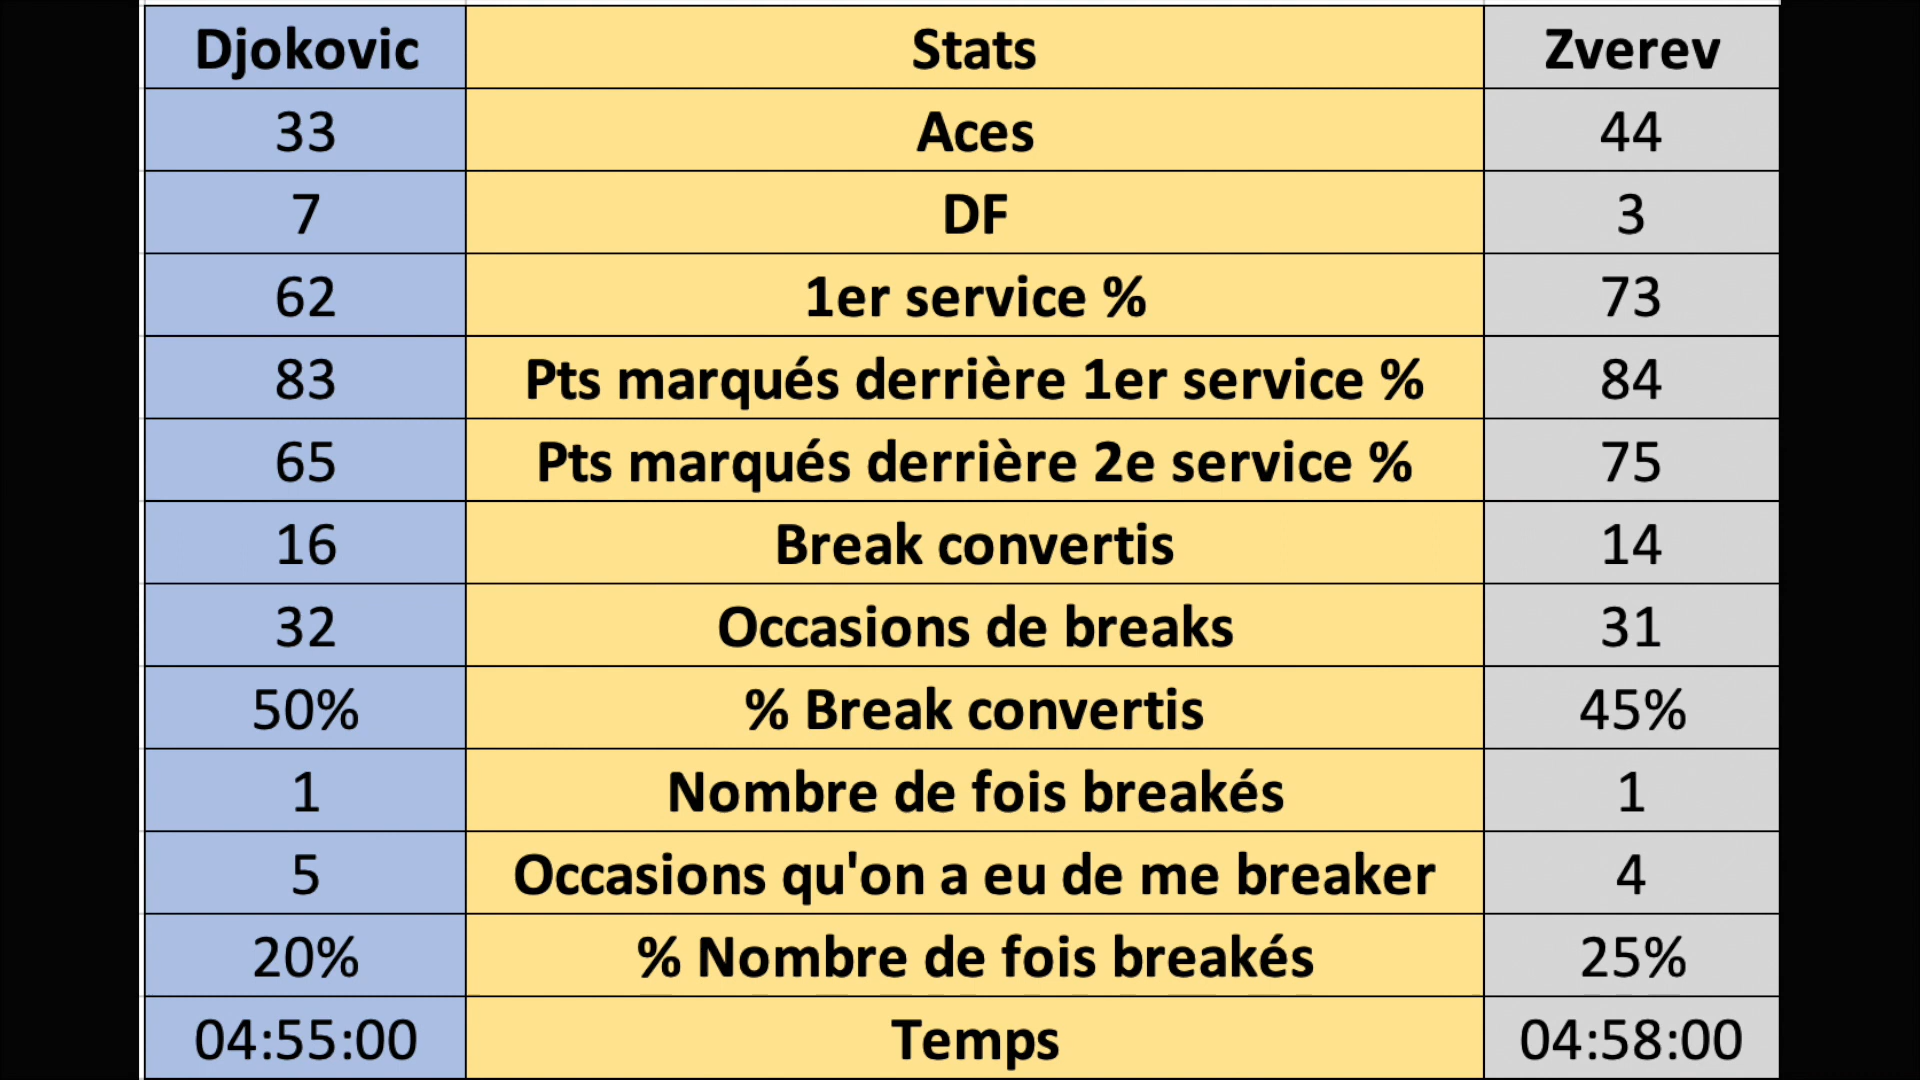 Djokovic Stats Zverev
33 Aces 44
7 DF 3
62 1er service % 73
83 Pts marqués derrière 1er service % 84
65 Pts marqués derrière 2e service % 75
16 Break convertis 14
32 Occasions de breaks 31
50% % Break convertis 45%
1 Nombre de fois breakés 1
5 Occasions qu'on a eu de me breaker 4
20% % Nombre de fois breakés 25%
04:55:00 Temps 04:58:00